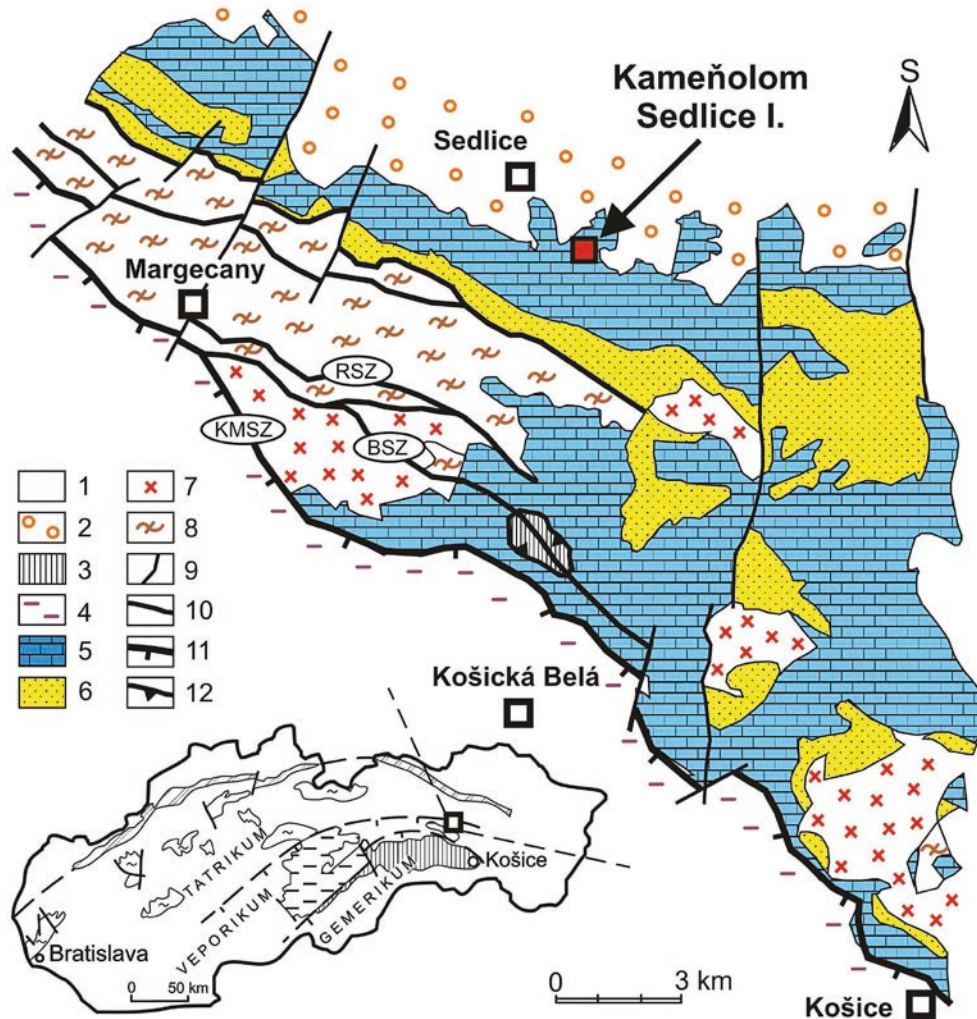 Kameňolom
Sedlice I.
S
Sedlice
Margecany
RSZ
KMSZ
BSZ
1
2
3
4
5
6
7
8
9
10
11
12
Košická Belá
TATRIKUM
VEPORIKUM
GEMERIKUM
Košice
Bratislava
0 50 km
0 3 km
Košice